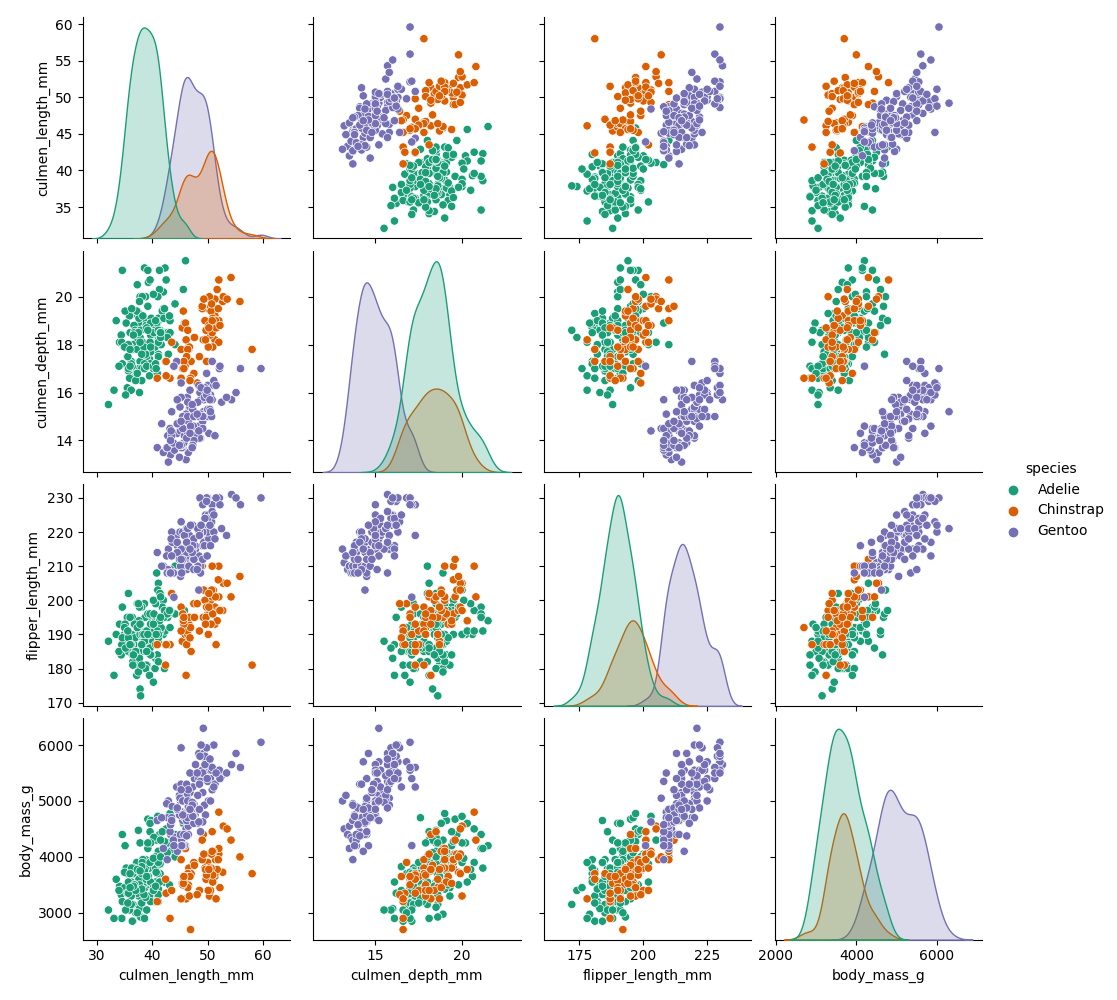 60
55
50
45
40
35
culmen_length_mm
20
18
16
14
culmen_depth_mm
species
Adelie
Chinstrap
Gentoo
230
220
210
200
190
180
170
flipper_length_mm
6000
5000
4000
3000
body_mass_g
30 40 50 60 15 20 175 200 225 2000 4000 6000
culmen_length_mm culmen_depth_mm flipper_length_mm body_mass_g